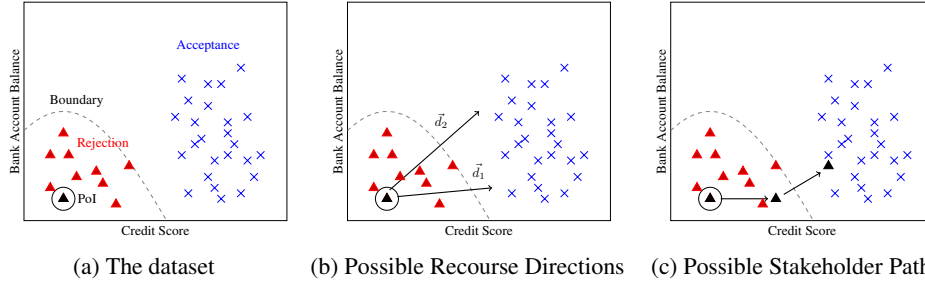 Bank Account Balance
Acceptance
Boundary
Rejection
PoI
Credit Score
(a) The dataset
Bank Account Balance
d⃗₂
d⃗₁
Credit Score
(b) Possible Recourse Directions
Bank Account Balance
Credit Score
(c) Possible Stakeholder Path